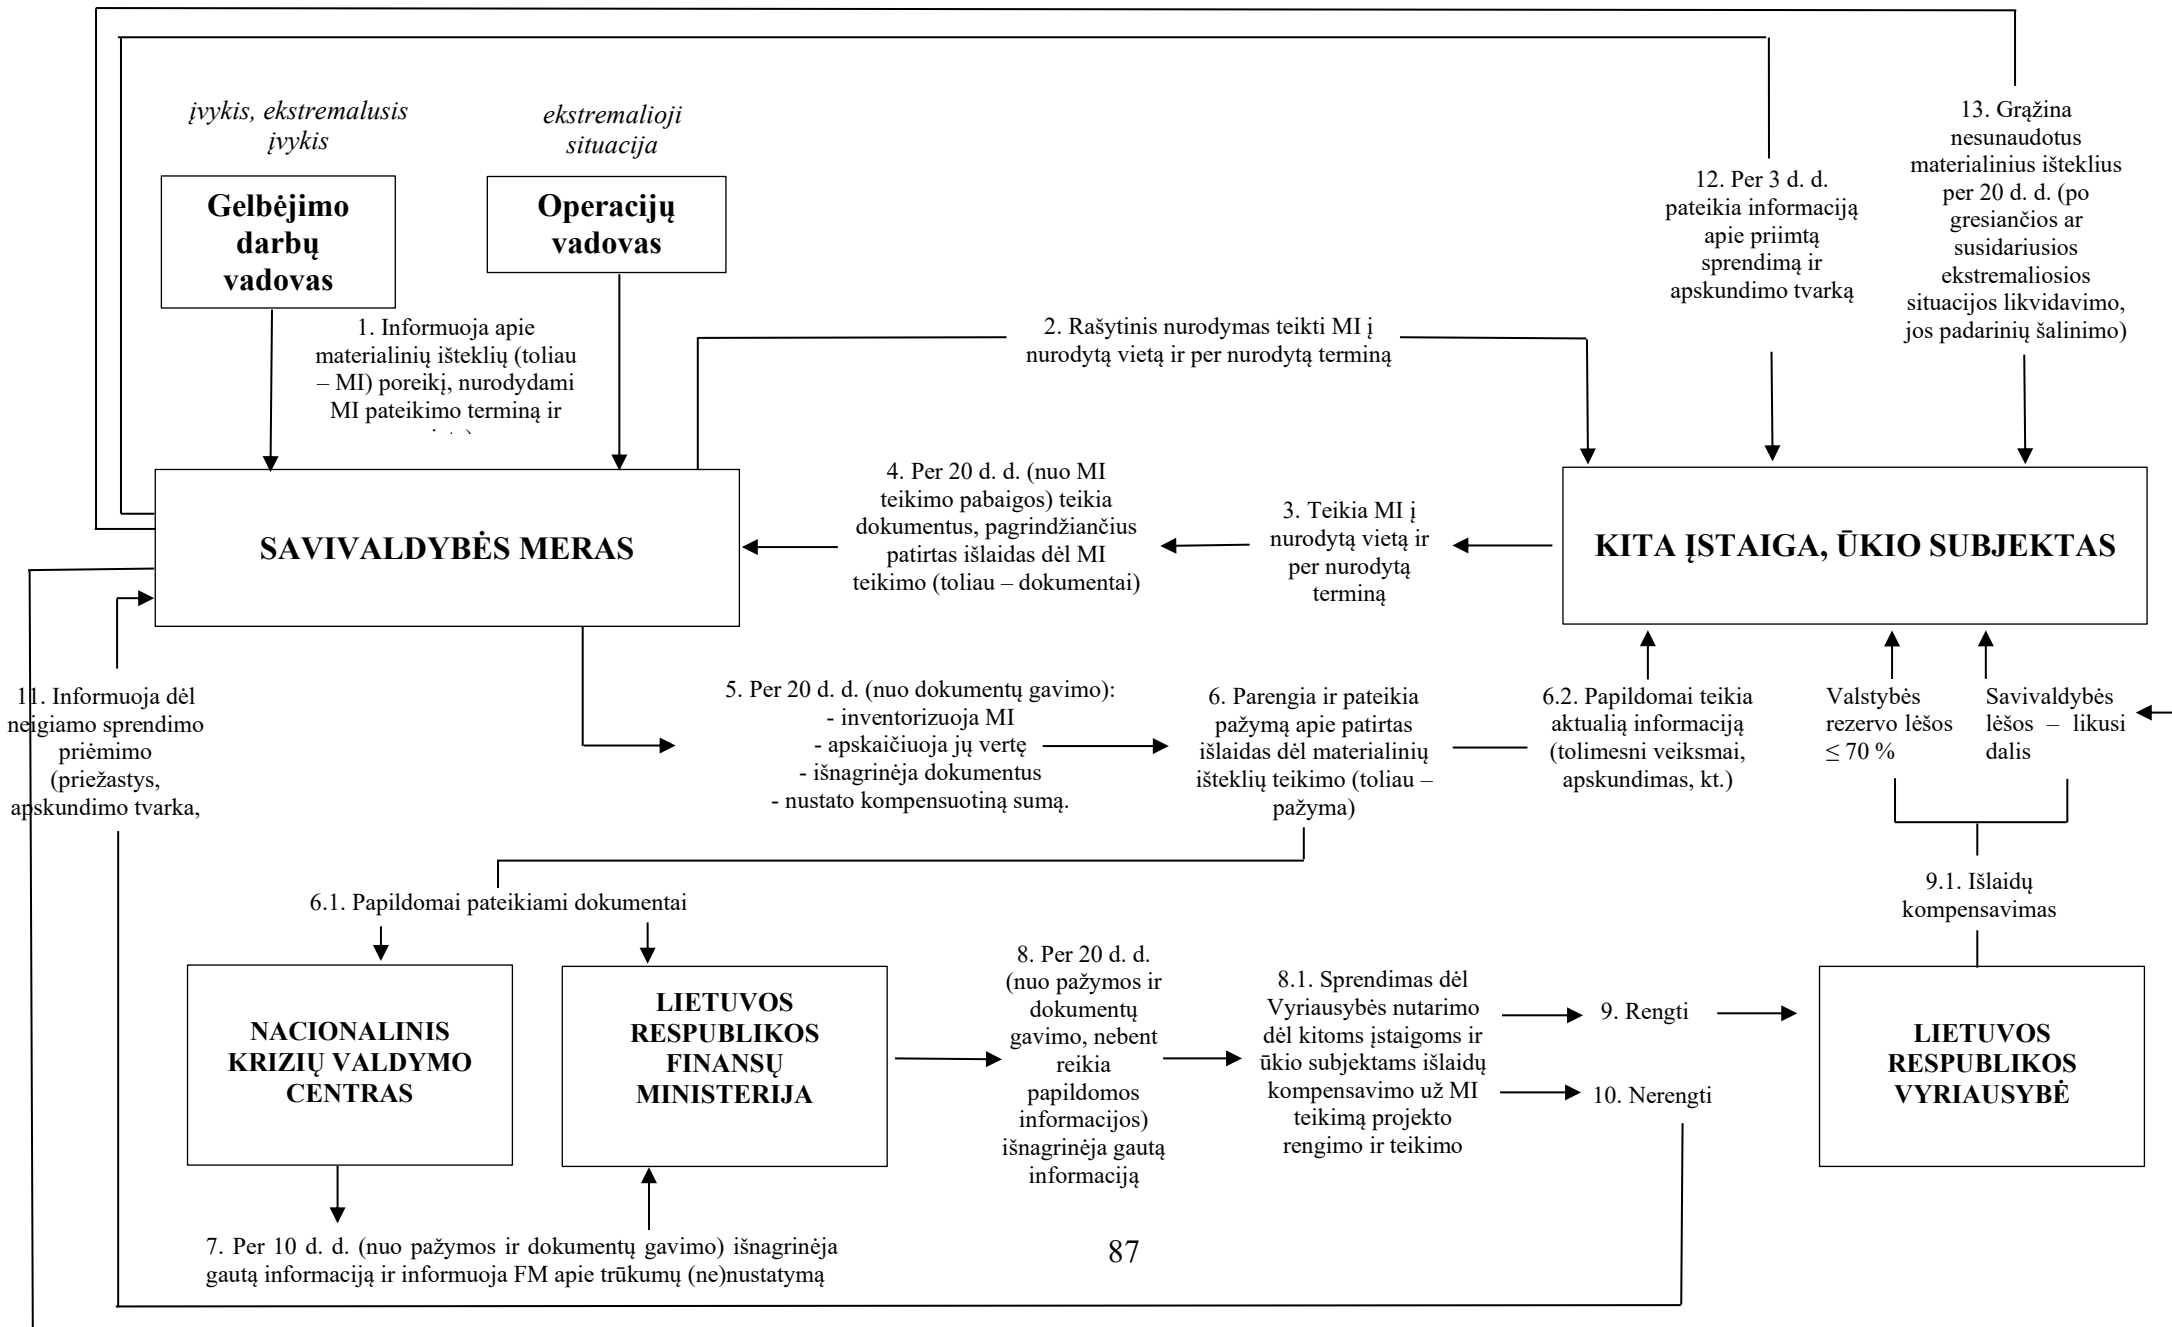 įvykis, ekstremalusis
įvykis
ekstremalioji
situacija
Gelbėjimo
darbų
vadovas
Operacijų
vadovas
1. Informuoja apie
materialinių išteklių (toliau
– MI) poreikį, nurodydami
MI pateikimo terminą ir
2. Rašytinis nurodymas teikti MI į
nurodytą vietą ir per nurodytą terminą
12. Per 3 d. d.
pateikia informaciją
apie priimtą
sprendimą ir
apskundimo tvarką
13. Grąžina
nesunaudotus
materialinius išteklius
per 20 d. d. (po
gresiančios ar
susidariusios
ekstremaliosios
situacijos likvidavimo,
jos padarinių šalinimo)
SAVIVALDYBĖS MERAS
4. Per 20 d. d. (nuo MI
teikimo pabaigos) teikia
dokumentus, pagrindžiančius
patirtas išlaidas dėl MI
teikimo (toliau – dokumentai)
3. Teikia MI į
nurodytą vietą ir
per nurodytą
terminą
KITA ĮSTAIGA, ŪKIO SUBJEKTAS
11. Informuoja dėl
neigiamo sprendimo
priėmimo
(priežastys,
apskundimo tvarka,
5. Per 20 d. d. (nuo dokumentų gavimo):
- inventorizuoja MI
- apskaičiuoja jų vertę
- išnagrinėja dokumentus
- nustato kompensuotiną sumą.
6. Parengia ir pateikia
pažymą apie patirtas
išlaidas dėl materialinių
išteklių teikimo (toliau –
pažyma)
6.2. Papildomai teikia
aktualią informaciją
(tolimesni veiksmai,
apskundimas, kt.)
Valstybės
rezervo lėšos
≤ 70 %
Savivaldybės
lėšos – likusi
dalis
6.1. Papildomai pateikiami dokumentai
9.1. Išlaidų
kompensavimas
NACIONALINIS
KRIZIŲ VALDYMO
CENTRAS
LIETUVOS
RESPUBLIKOS
FINANSŲ
MINISTERIJA
8. Per 20 d. d.
(nuo pažymos ir
dokumentų
gavimo, nebent
reikia
papildomos
informacijos)
išnagrinėja gautą
informaciją
8.1. Sprendimas dėl
Vyriausybės nutarimo
dėl kitoms įstaigoms ir
ūkio subjektams išlaidų
kompensavimo už MI
teikimą projekto
rengimo ir teikimo
9. Rengti
10. Nerengti
LIETUVOS
RESPUBLIKOS
VYRIAUSYBĖ
7. Per 10 d. d. (nuo pažymos ir dokumentų gavimo) išnagrinėja
gautą informaciją ir informuoja FM apie trūkumų (ne)nustatymą
87